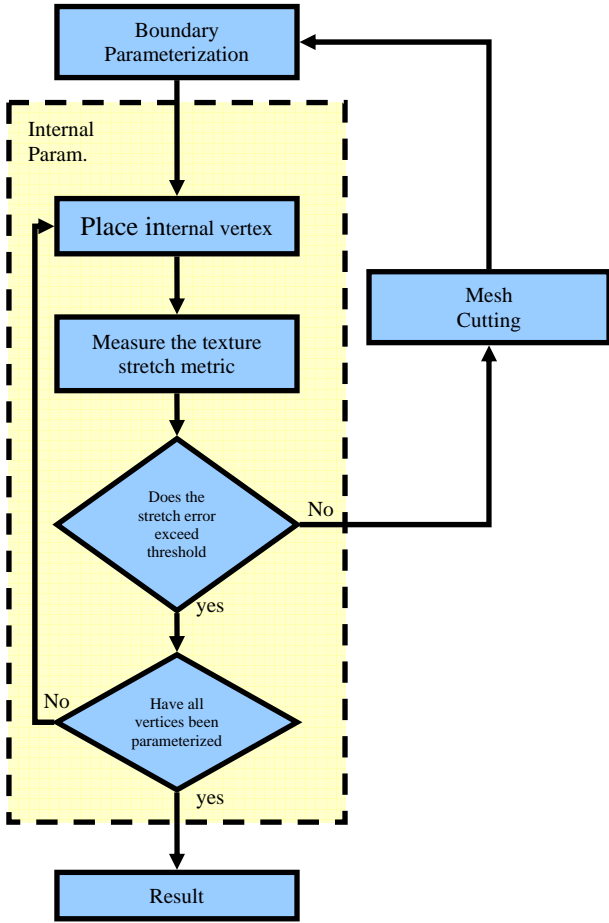 Boundary
Parameterization
Internal
Param.
Place internal vertex
Mesh
Cutting
Measure the texture
stretch metric
Does the
stretch error
exceed
threshold
No
yes
Have all
vertices been
parameterized
No
yes
Result